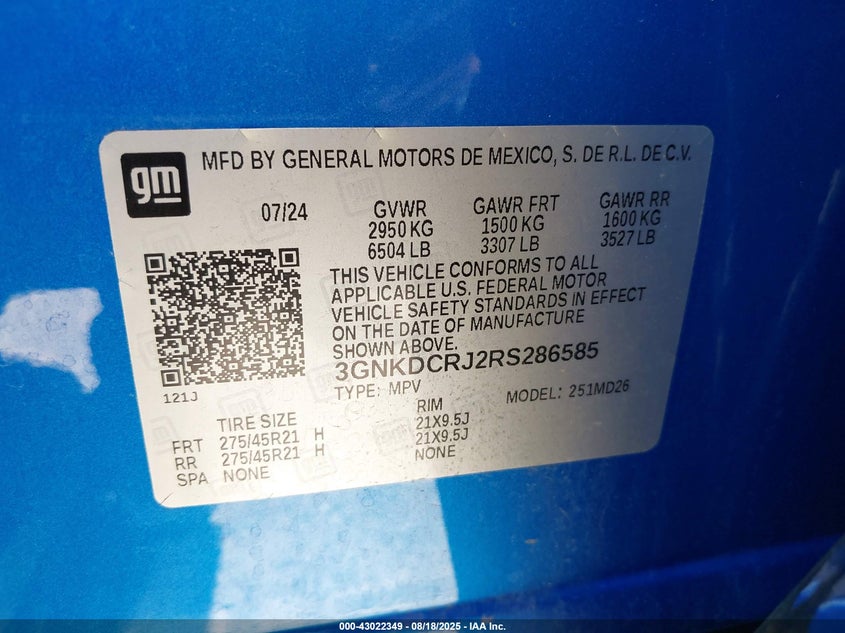 gm
MFD BY GENERAL MOTORS DE MEXICO, S. DE R.L. DE C.V.
07/24 GVWR GAWR FRT GAWR RR
2950 KG 1500 KG 1600 KG
6504 LB 3307 LB 3527 LB
THIS VEHICLE CONFORMS TO ALL
APPLICABLE U.S. FEDERAL MOTOR
VEHICLE SAFETY STANDARDS IN EFFECT
ON THE DATE OF MANUFACTURE
SHOWN ABOVE.
3GNKDCRJ2RS286585
121J TYPE: MPV MODEL: 251MD26
TIRE SIZE RIM
FRT 275/45R21 H 21X9.5J
RR 275/45R21 H 21X9.5J
SPA NONE NONE
000-43022349 | 08/18/2025 - IAA Inc.